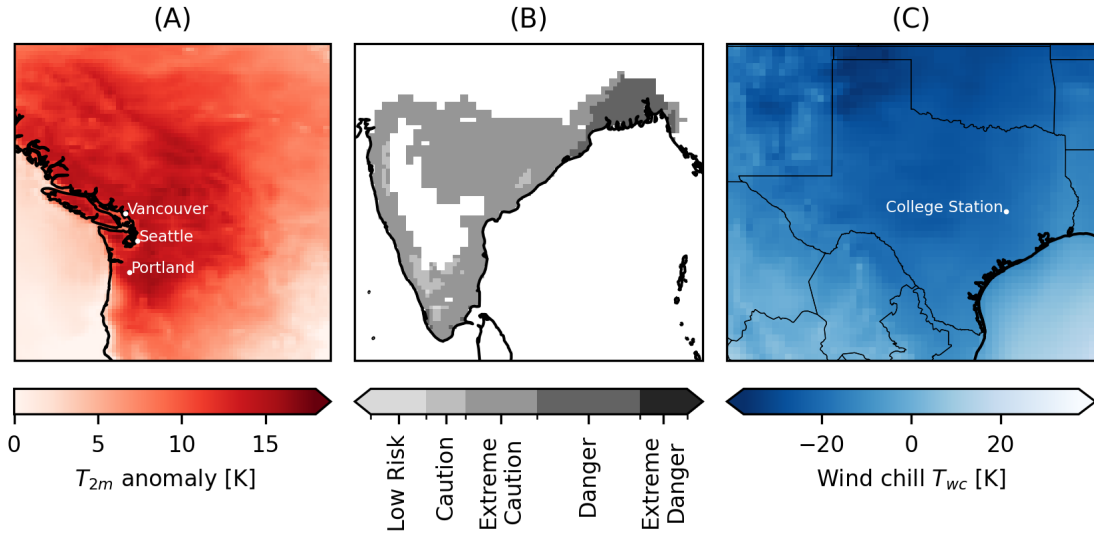 (A)
(B)
(C)
Vancouver
Seattle
Portland
College Station
0
5
10
15
T2m anomaly [K]
Low Risk
Caution
Extreme
Caution
Danger
Extreme
Danger
−20
0
20
Wind chill Twc [K]